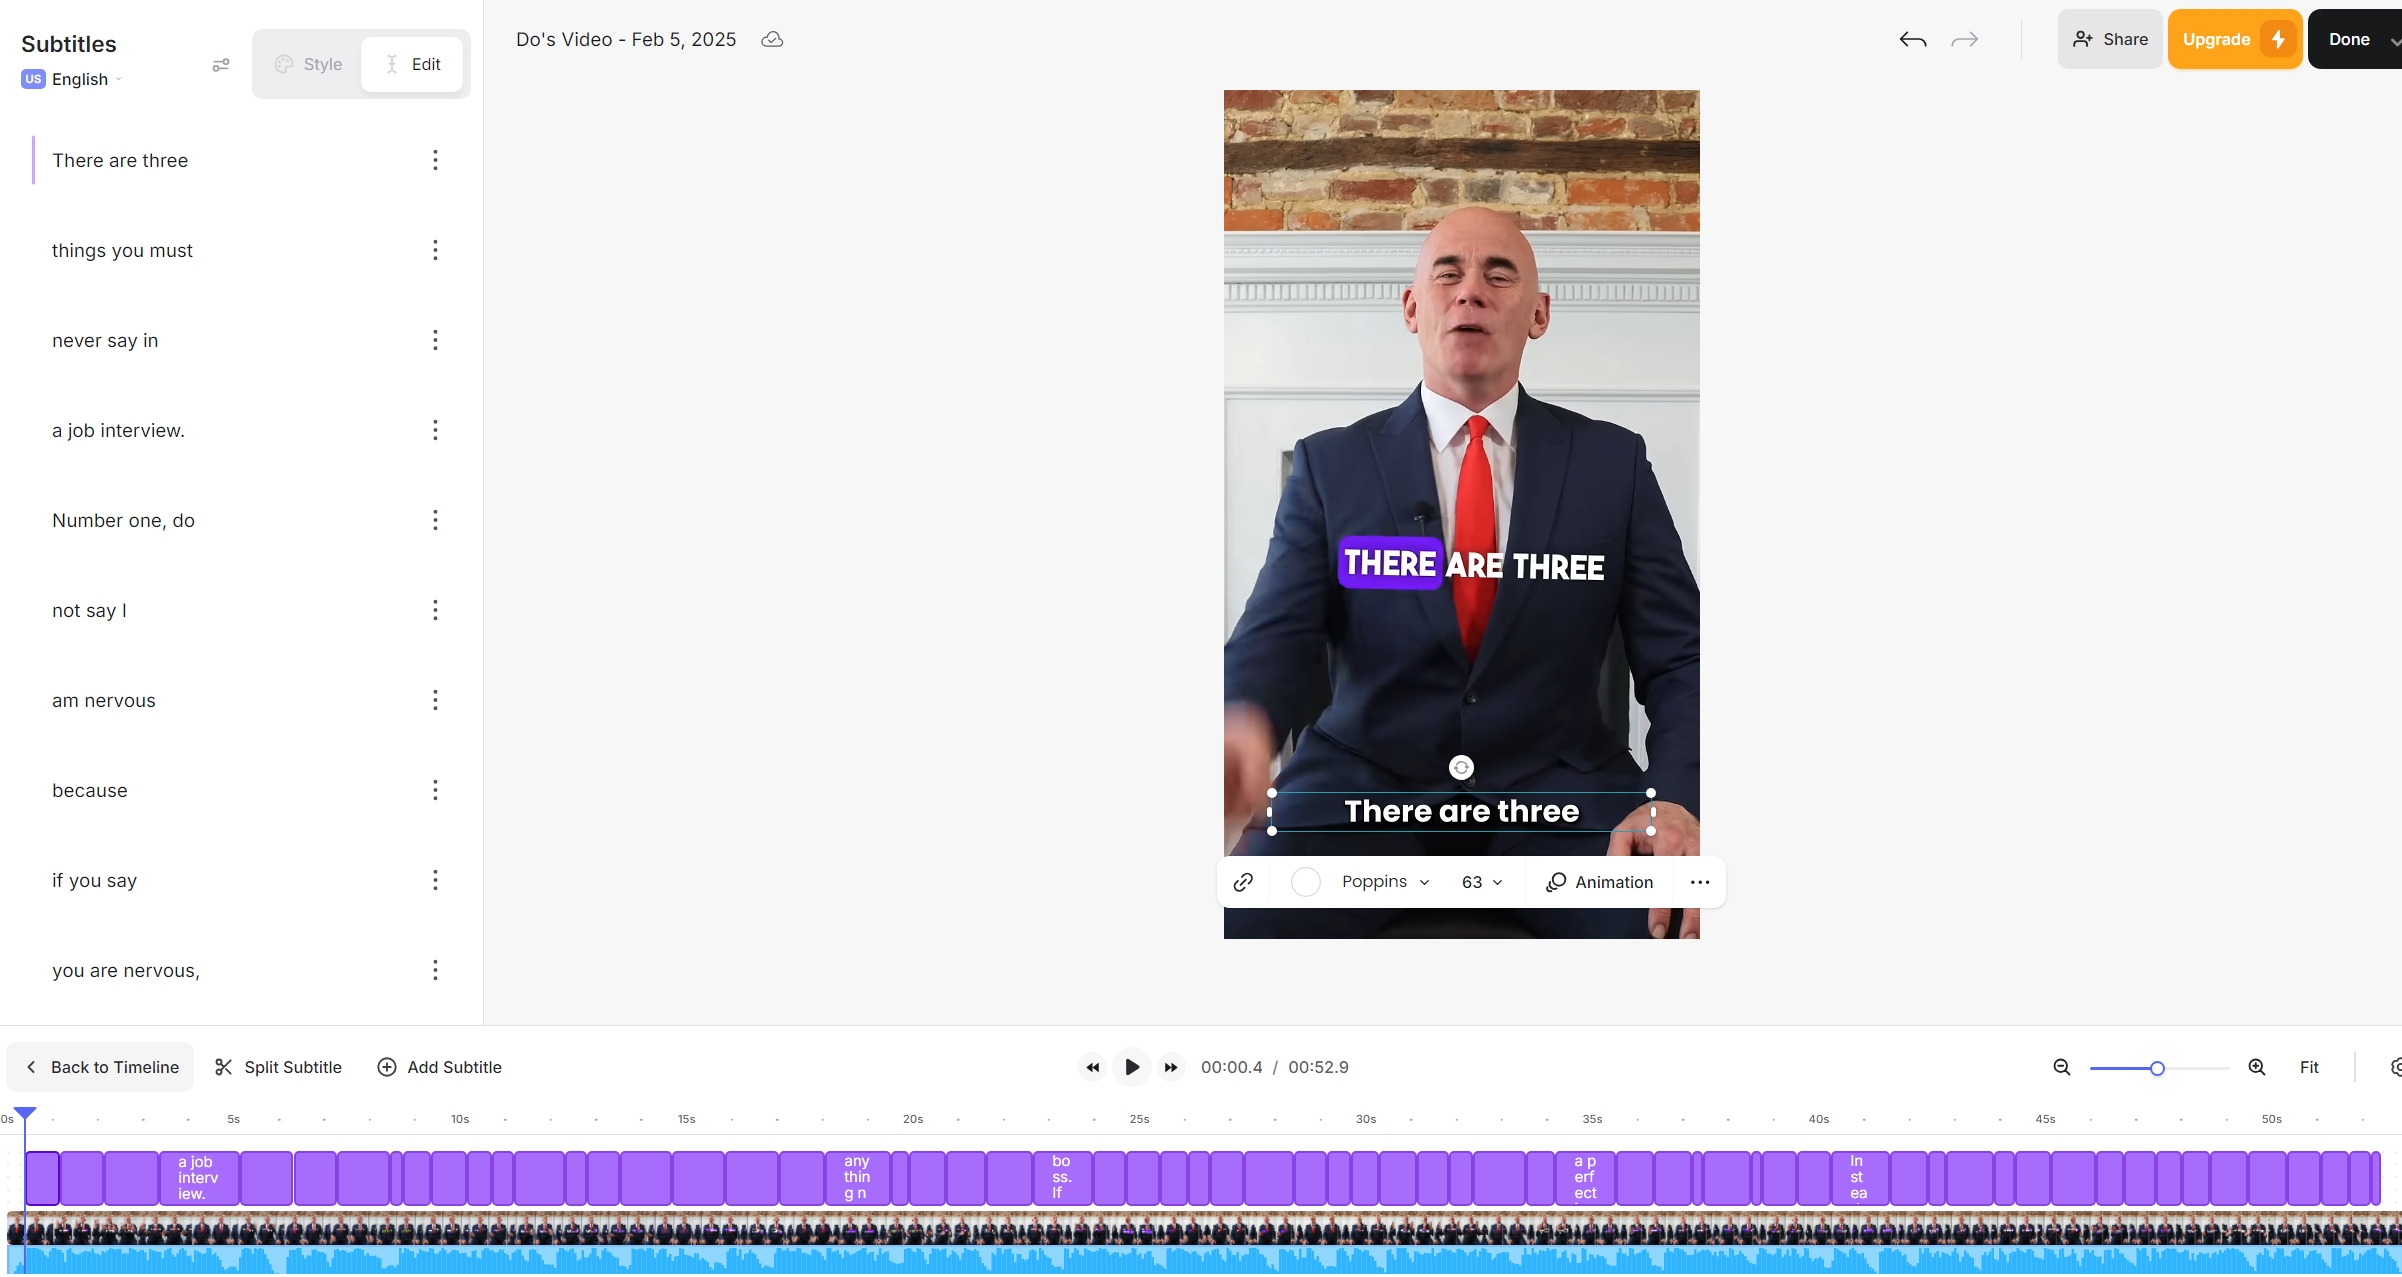 Subtitles
US English
Style
Edit
Do's Video - Feb 5, 2025
Share
Upgrade
Done
There are three
things you must
never say in
a job interview.
Number one, do
not say I
am nervous
because
if you say
you are nervous,
THERE ARE THREE
There are three
Poppins
63
Animation
Back to Timeline
Split Subtitle
Add Subtitle
00:00.4 / 00:52.9
Fit
0s 5s 10s 15s 20s 25s 30s 35s 40s 45s 50s
a job
interv
iew.
any
thin
g n
bo
ss.
If
a p
erf
ect
In
st
ea